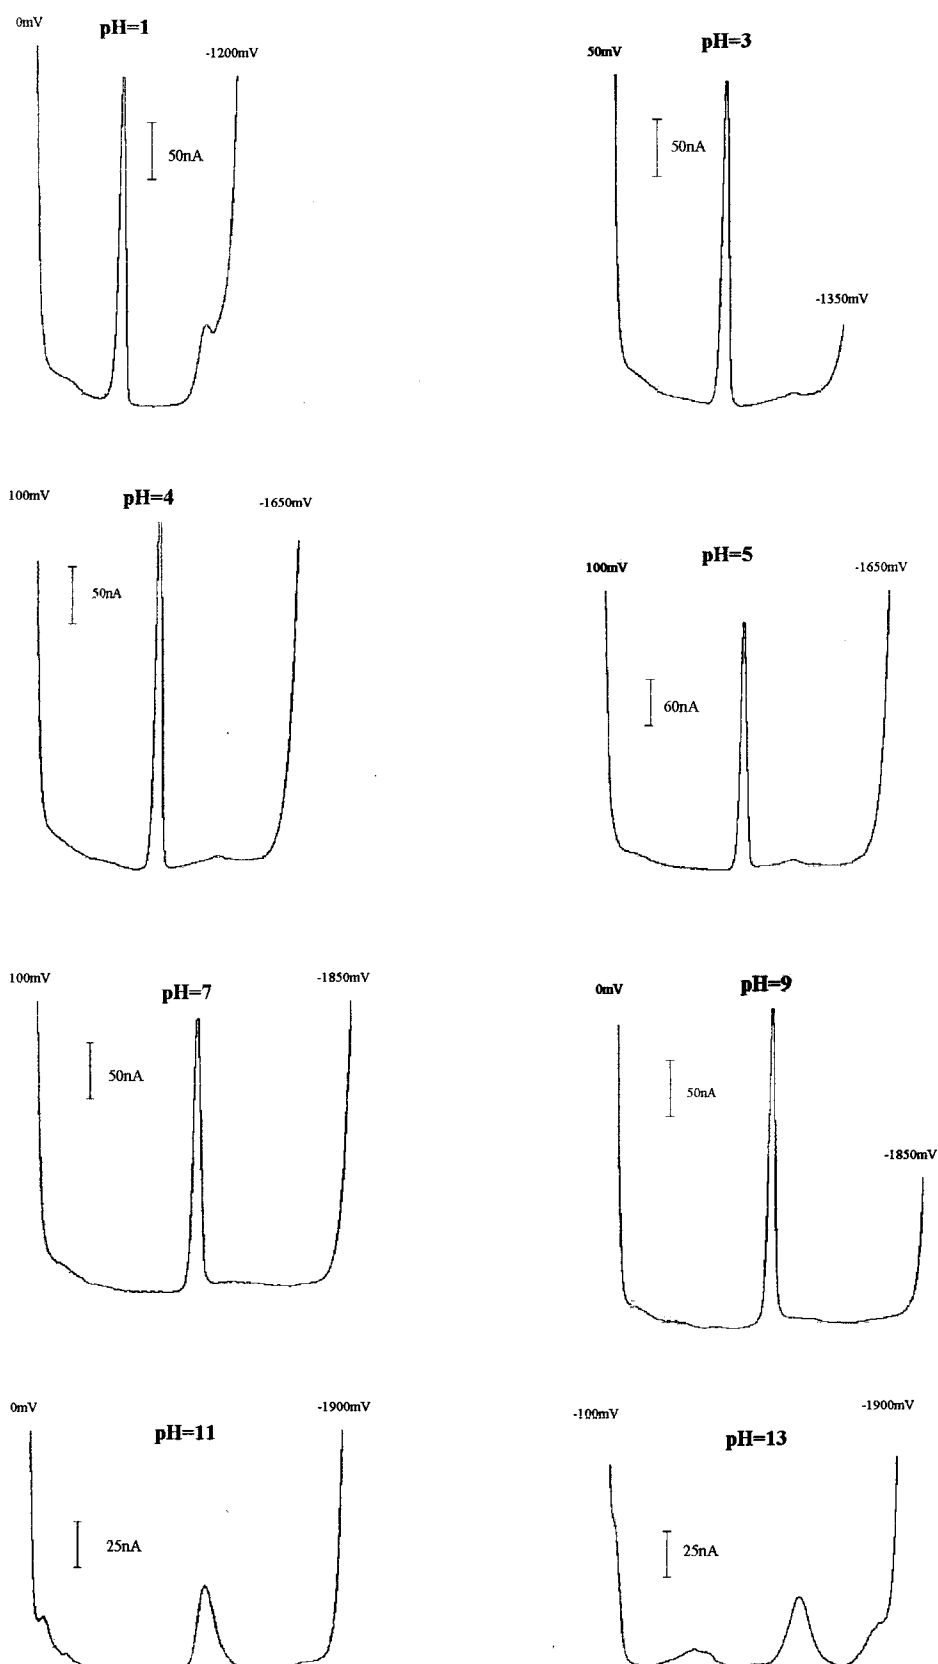 0mV
pH=1
-1200mV
50nA
50mV
pH=3
50nA
-1350mV
100mV
pH=4
-1650mV
50nA
100mV
pH=5
-1650mV
60nA
100mV
pH=7
-1850mV
50nA
0mV
pH=9
50nA
-1850mV
0mV
pH=11
-1900mV
25nA
-100mV
pH=13
-1900mV
25nA